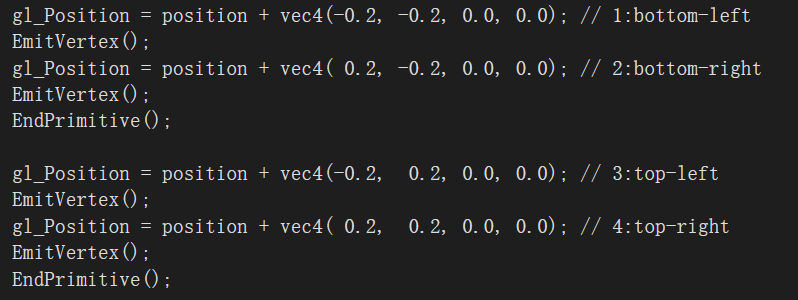 gl_Position = position + vec4(-0.2, -0.2, 0.0, 0.0); // 1:bottom-left
EmitVertex();
gl_Position = position + vec4( 0.2, -0.2, 0.0, 0.0); // 2:bottom-right
EmitVertex();
EndPrimitive();

gl_Position = position + vec4(-0.2,  0.2, 0.0, 0.0); // 3:top-left
EmitVertex();
gl_Position = position + vec4( 0.2,  0.2, 0.0, 0.0); // 4:top-right
EmitVertex();
EndPrimitive();